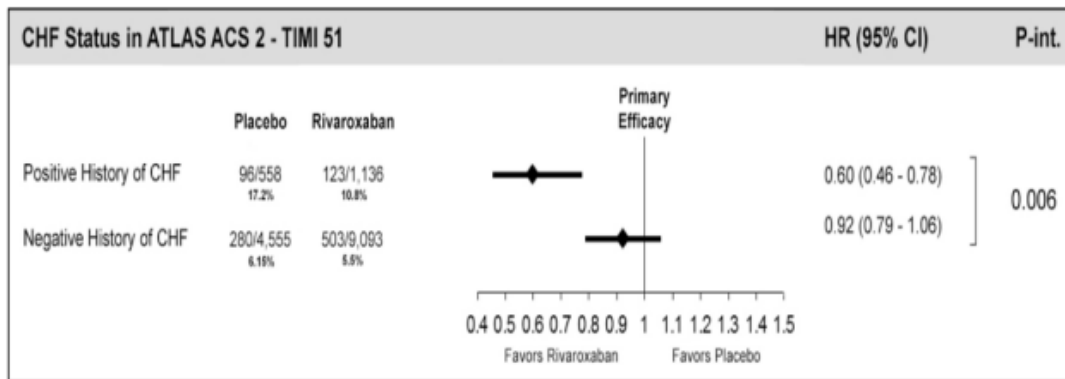 CHF Status in ATLAS ACS 2 - TIMI 51 HR (95% CI) P-int.
Primary
Efficacy
Placebo Rivaroxaban
Positive History of CHF 96/558 123/1,136 0.60 (0.46 - 0.78)
17.2% 10.8%
0.006
Negative History of CHF 280/4,555 503/9,093 0.92 (0.79 - 1.06)
6.15% 5.5%
0.4 0.5 0.6 0.7 0.8 0.9 1 1.1 1.2 1.3 1.4 1.5
Favors Rivaroxaban Favors Placebo